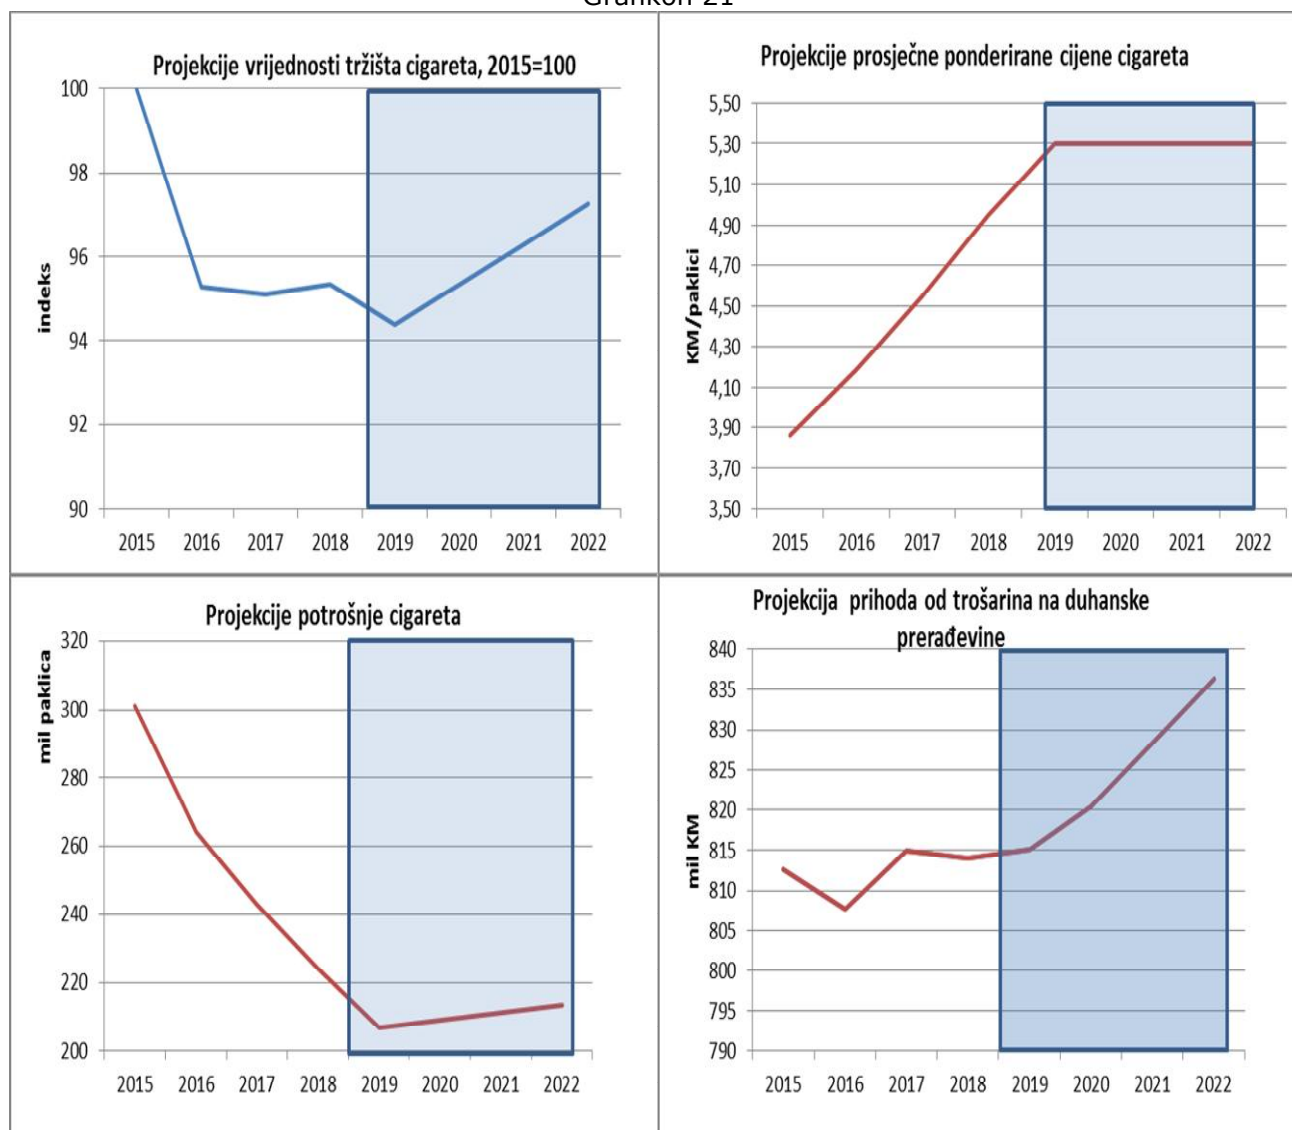 Grafikon 21
Projekcije vrijednosti tržišta cigareta, 2015=100
100
98
96
94
92
90
indeks
2015 2016 2017 2018 2019 2020 2021 2022
Projekcije prosječne ponderirane cijene cigareta
5,50
5,30
5,10
4,90
4,70
4,50
4,30
4,10
3,90
3,70
3,50
KM/paklici
2015 2016 2017 2018 2019 2020 2021 2022
Projekcije potrošnje cigareta
320
300
280
260
240
220
200
mil paklica
2015 2016 2017 2018 2019 2020 2021 2022
Projekcija prihoda od trošarina na duhanske
prerađevine
840
835
830
825
820
815
810
805
800
795
790
mil KM
2015 2016 2017 2018 2019 2020 2021 2022